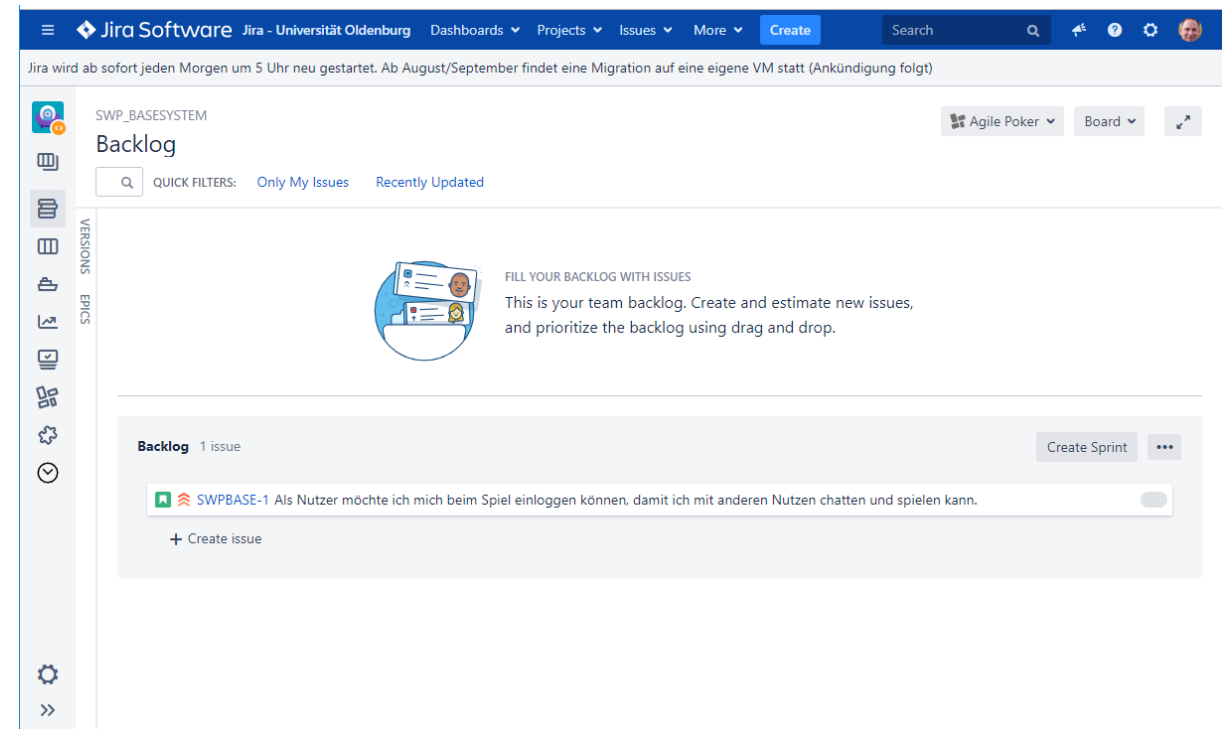 Jira Software Jira - Universität Oldenburg Dashboards Projects Issues More Create Search
Jira wird ab sofort jeden Morgen um 5 Uhr neu gestartet. Ab August/September findet eine Migration auf eine eigene VM statt (Ankündigung folgt)
SWP_BASESYSTEM
Backlog
Agile Poker
Board
QUICK FILTERS: Only My Issues Recently Updated
VERSIONS
EPICS
FILL YOUR BACKLOG WITH ISSUES
This is your team backlog. Create and estimate new issues,
and prioritize the backlog using drag and drop.
Backlog 1 issue
Create Sprint
SWPBASE-1 Als Nutzer möchte ich mich beim Spiel einloggen können, damit ich mit anderen Nutzen chatten und spielen kann.
+ Create issue